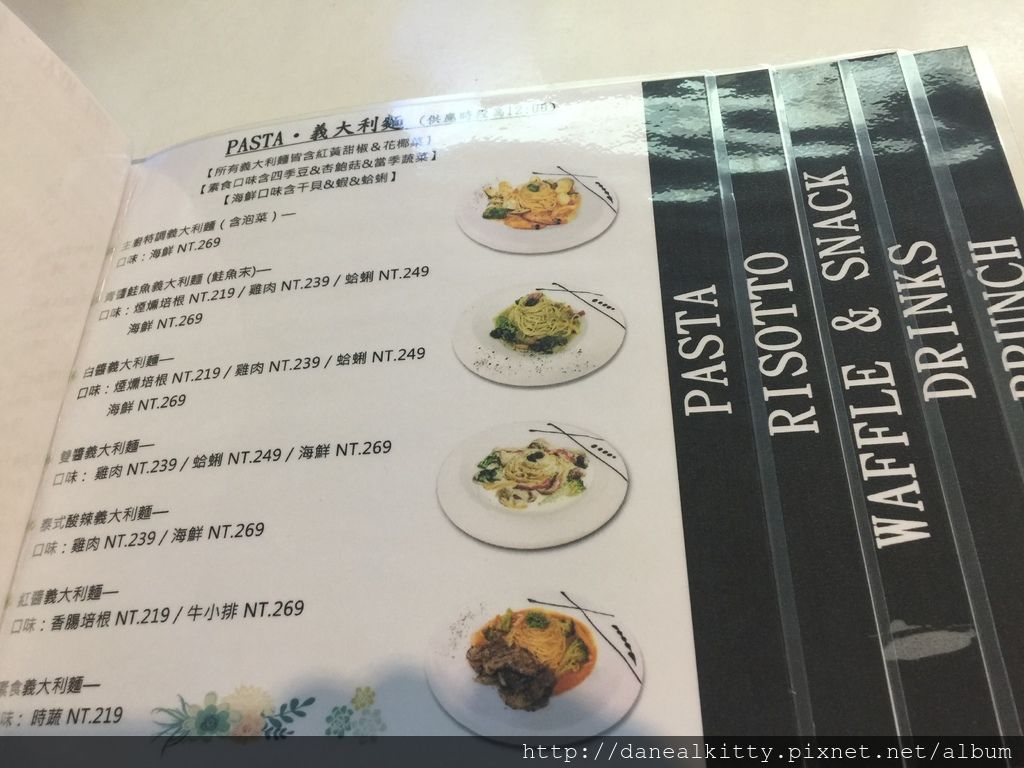 PASTA・義大利麵 (供應時段為12:00)
【所有義大利麵皆含紅黃甜椒&花椰菜】
【素食口味含四季豆&杏鮑菇&當季蔬菜】
【海鮮口味含干貝&蝦&蛤蜊】
主廚特調義大利麵 ( 含泡菜 ) —
口味：海鮮 NT.269
青醬鮭魚義大利麵 (鮭魚末)—
口味：煙燻培根 NT.219 / 雞肉 NT.239 / 蛤蜊 NT.249
海鮮 NT.269
白醬義大利麵—
口味：煙燻培根 NT.219 / 雞肉 NT.239 / 蛤蜊 NT.249
海鮮 NT.269
雙醬義大利麵—
口味： 雞肉 NT.239 / 蛤蜊 NT.249 / 海鮮 NT.269
泰式酸辣義大利麵—
口味：雞肉 NT.239 / 海鮮 NT.269
紅醬義大利麵—
口味：香腸培根 NT.219 / 牛小排 NT.269
素食義大利麵—
口味： 時蔬 NT.219
PASTA
RISOTTO
WAFFLE & SNACK
DRINKS
BRUNCH
http://danealkitty.pixnet.net/album